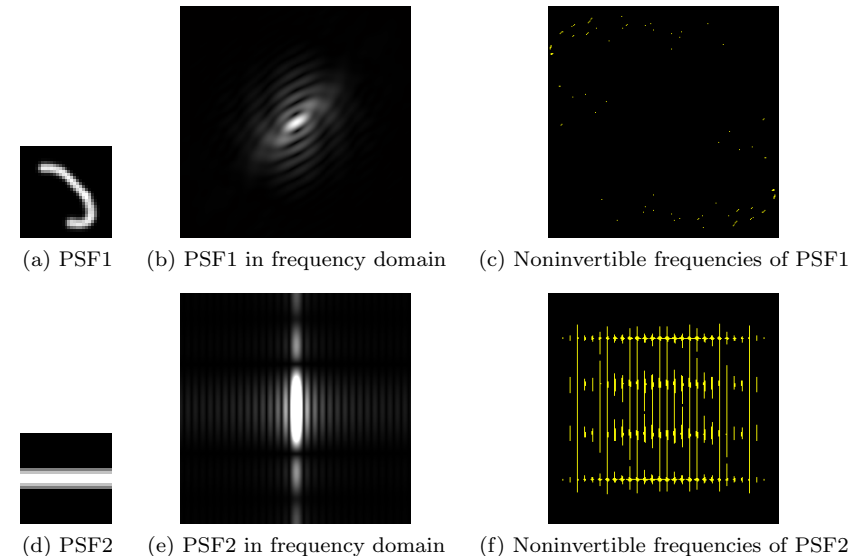 (a) PSF1
(b) PSF1 in frequency domain
(c) Noninvertible frequencies of PSF1
(d) PSF2
(e) PSF2 in frequency domain
(f) Noninvertible frequencies of PSF2